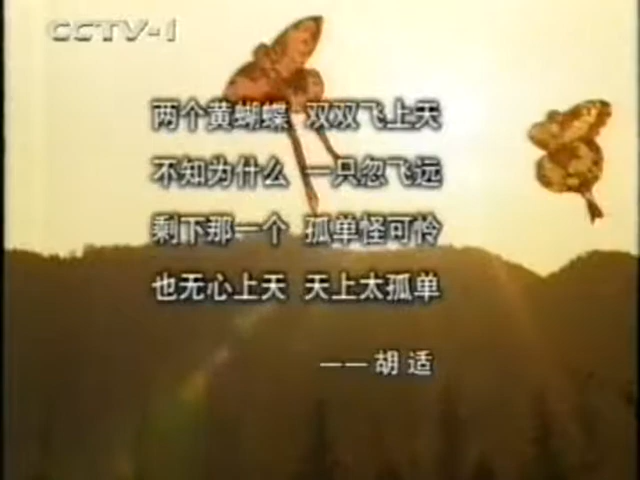 CCTV-1
两个黄蝴蝶 双双飞上天
不知为什么 一只忽飞远
剩下那一个 孤单怪可怜
也无心上天 天上太孤单
——胡适